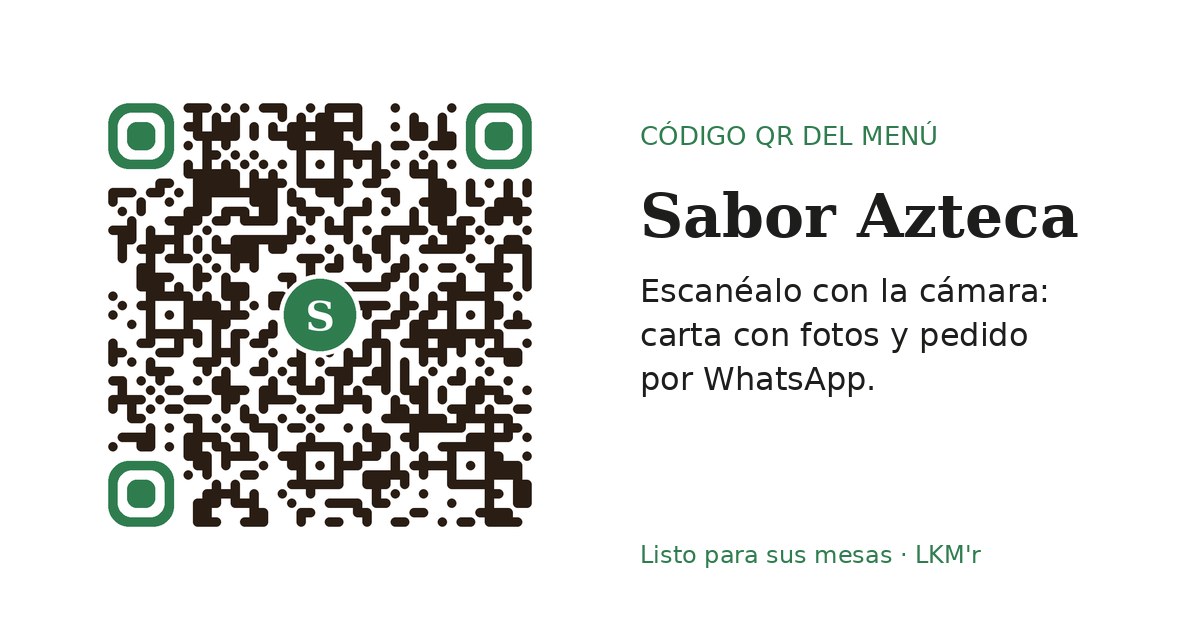 S
CÓDIGO QR DEL MENÚ
Sabor Azteca
Escanéalo con la cámara:
carta con fotos y pedido
por WhatsApp.
Listo para sus mesas · LKM'r